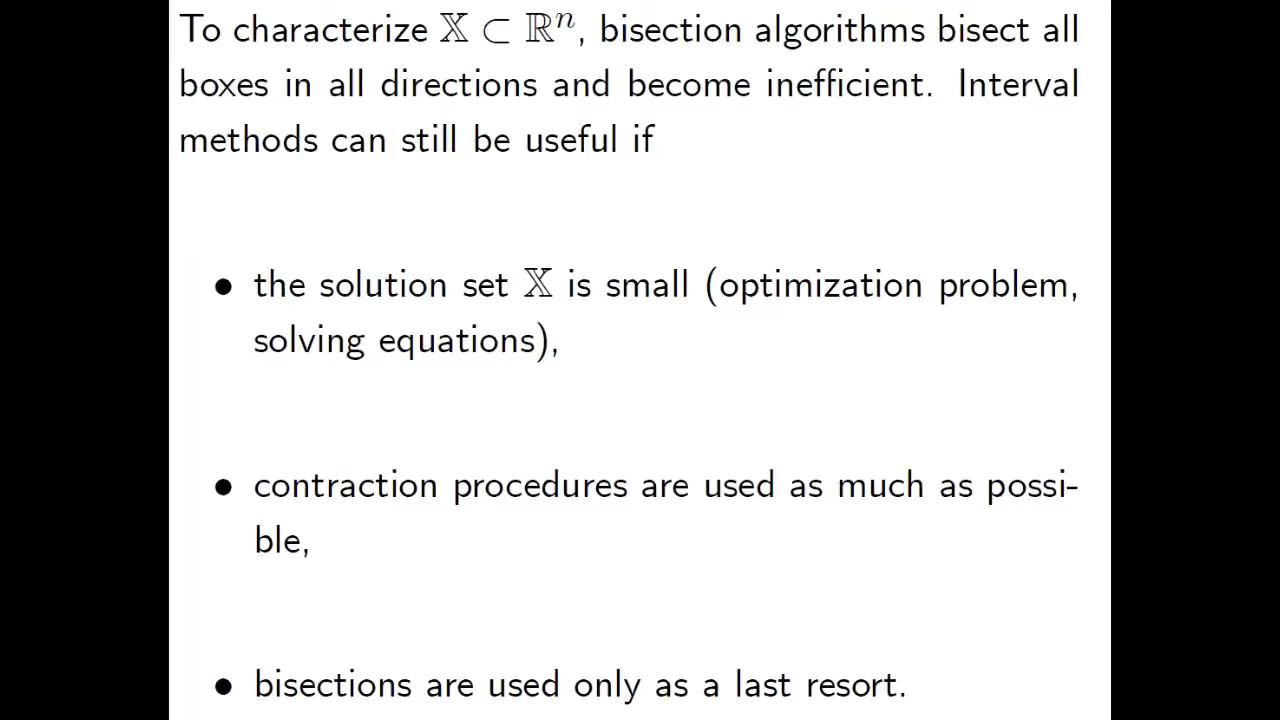 To characterize 𝕏 ⊂ ℝⁿ, bisection algorithms bisect all
boxes in all directions and become inefficient. Interval
methods can still be useful if
• the solution set 𝕏 is small (optimization problem,
solving equations),
• contraction procedures are used as much as possi-
ble,
• bisections are used only as a last resort.